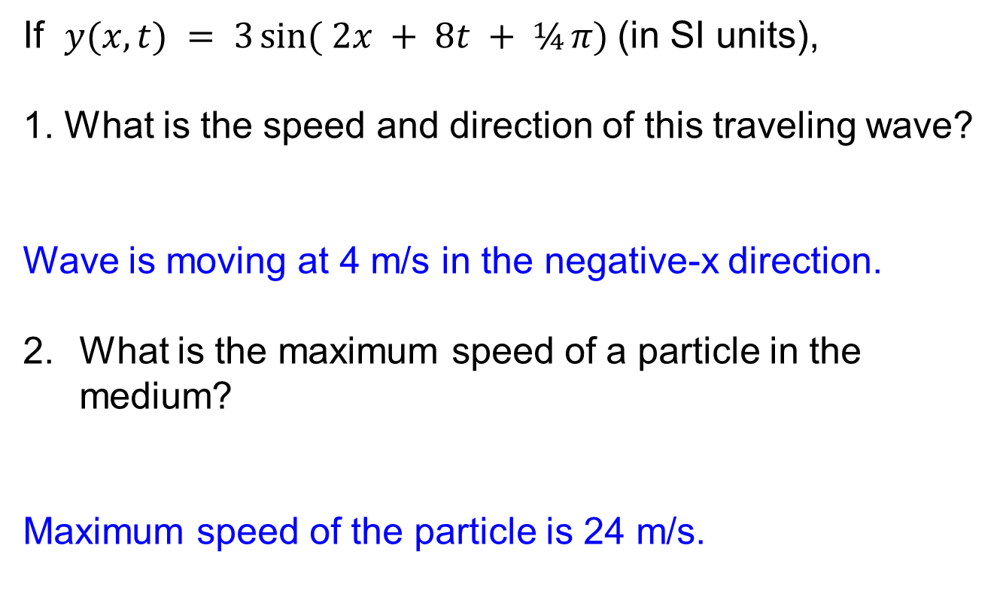 If y(x, t) = 3 sin( 2x + 8t + ¼ π) (in SI units),
1. What is the speed and direction of this traveling wave?
Wave is moving at 4 m/s in the negative-x direction.
2. What is the maximum speed of a particle in the
medium?
Maximum speed of the particle is 24 m/s.